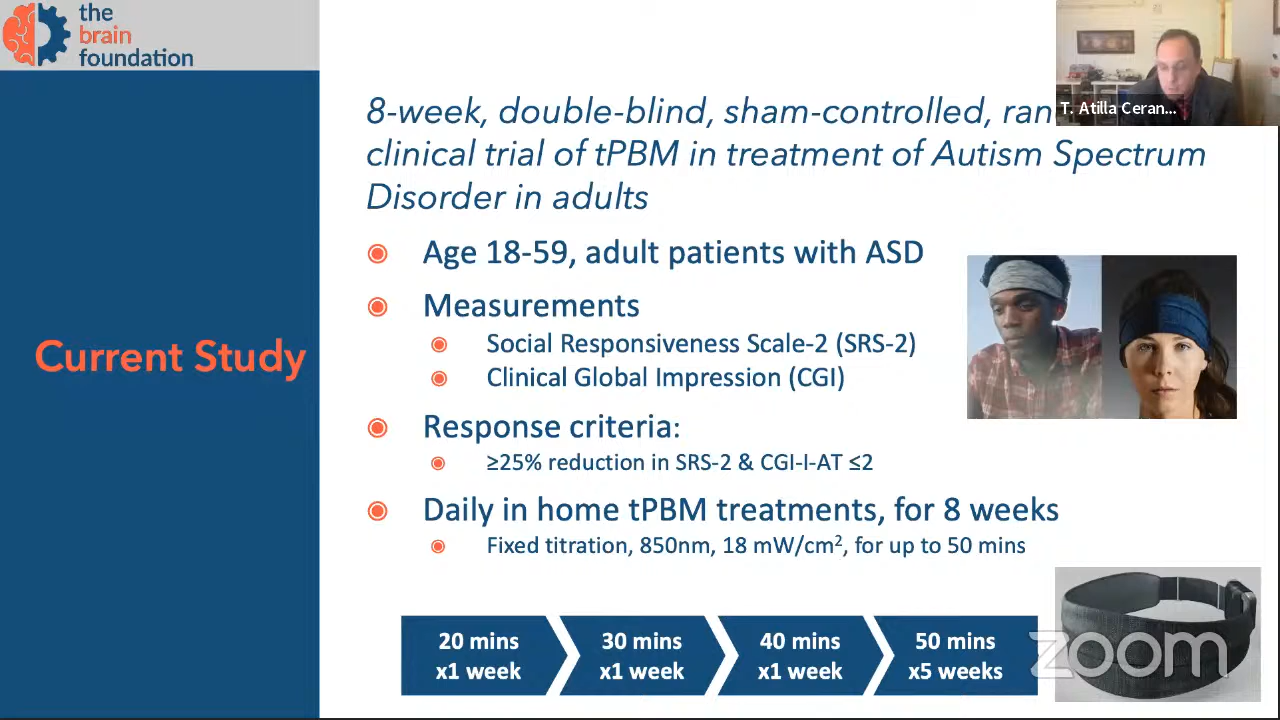 the
brain
foundation
T. Atilla Ceran...
8-week, double-blind, sham-controlled, ran
clinical trial of tPBM in treatment of Autism Spectrum
Disorder in adults
Current Study
Age 18-59, adult patients with ASD
Measurements
Social Responsiveness Scale-2 (SRS-2)
Clinical Global Impression (CGI)
Response criteria:
≥25% reduction in SRS-2 & CGI-I-AT ≤2
Daily in home tPBM treatments, for 8 weeks
Fixed titration, 850nm, 18 mW/cm², for up to 50 mins
20 mins
x1 week
30 mins
x1 week
40 mins
x1 week
50 mins
x5 weeks
zoom